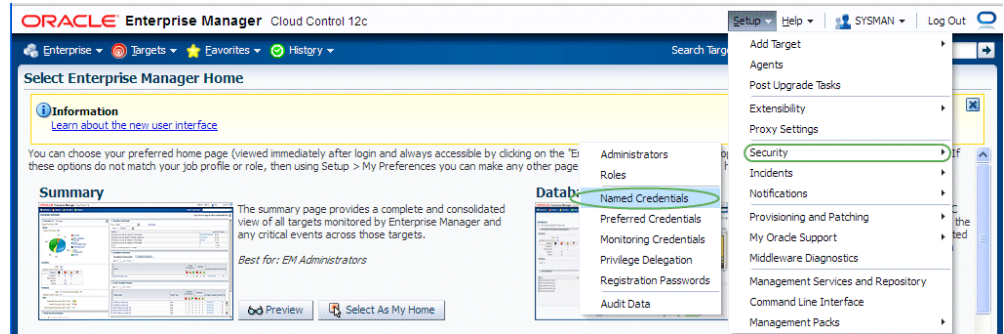 ORACLE Enterprise Manager Cloud Control 12c
Setup Help SYSMAN Log Out
Enterprise Targets Favorites History Search Targ
Select Enterprise Manager Home
Information
Learn about the new user interface
You can choose your preferred home page (viewed immediately after login and always accessible by clicking on the "E
If
these options do not match your job profile or role, then using Setup > My Preferences you can make any other page
Summary
The summary page provides a complete and consolidated
view of all targets monitored by Enterprise Manager and
any critical events across those targets.
Best for: EM Administrators
Preview
Select As My Home
Datab
Administrators
Roles
Named Credentials
Preferred Credentials
Monitoring Credentials
Privilege Delegation
Registration Passwords
Audit Data
Add Target
Agents
Post Upgrade Tasks
Extensibility
Proxy Settings
Security
Incidents
Notifications
Provisioning and Patching
My Oracle Support
Middleware Diagnostics
Management Services and Repository
Command Line Interface
Management Packs